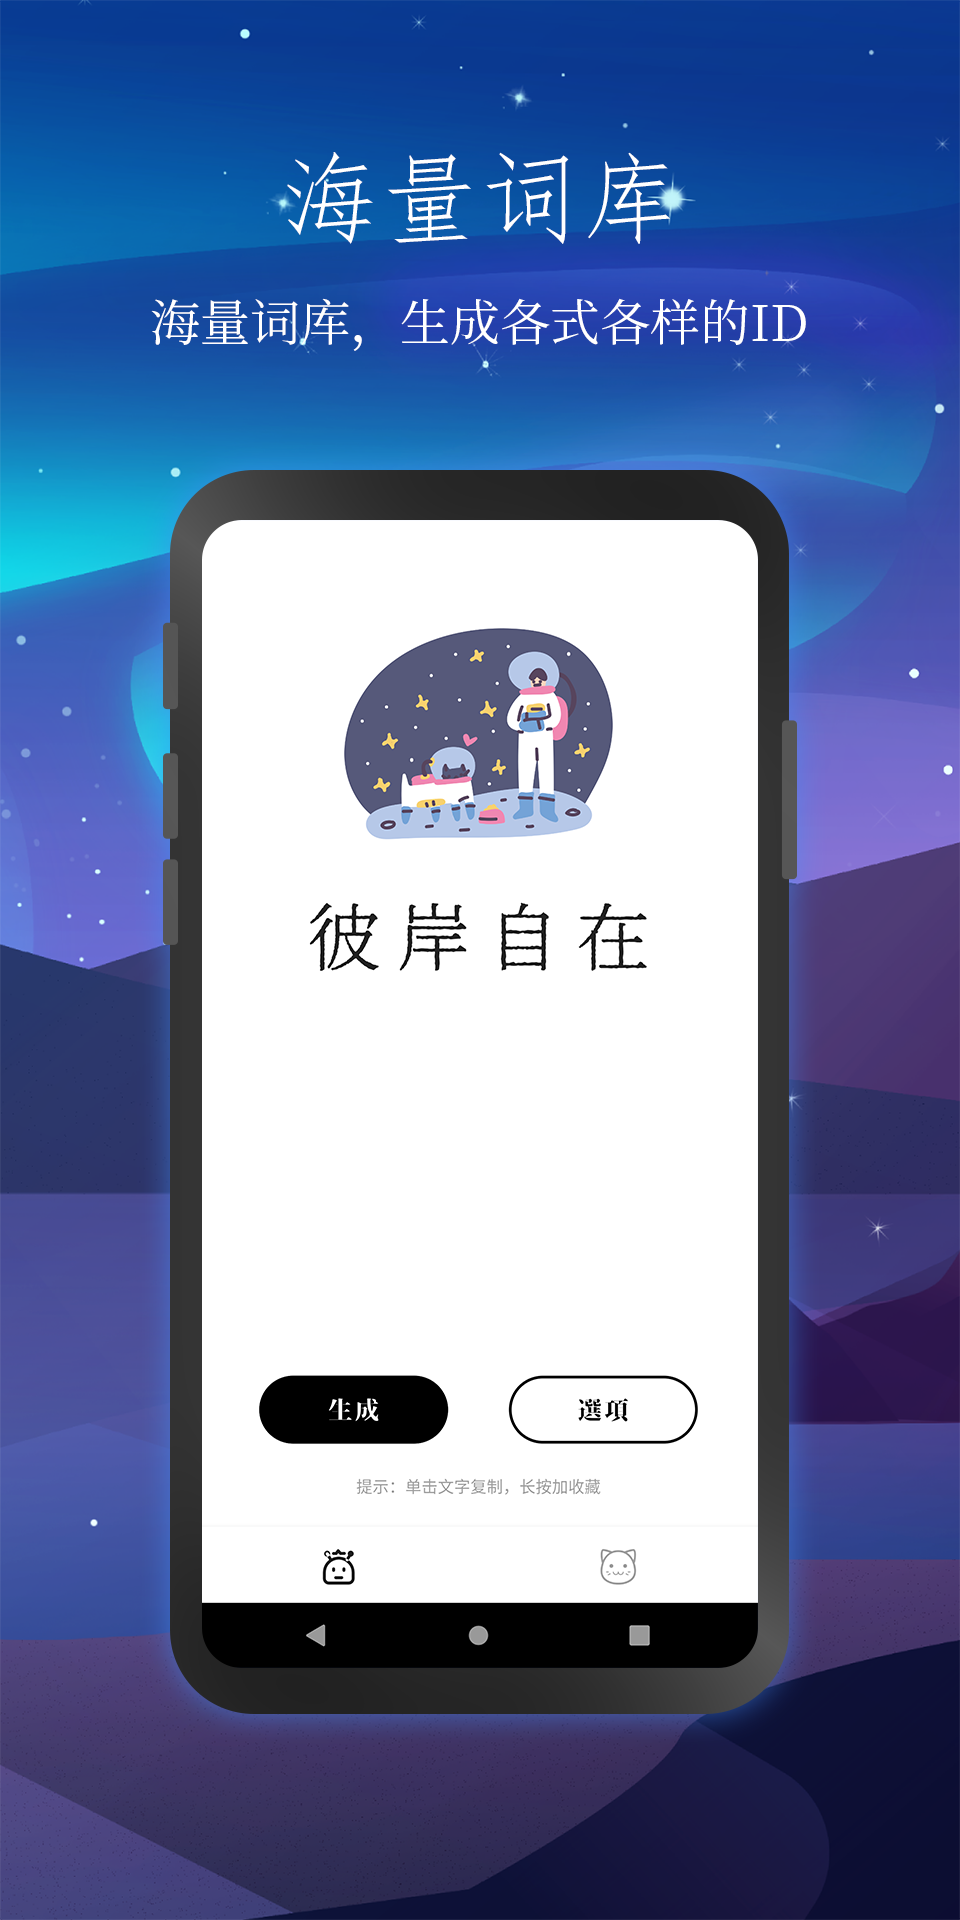 海量词库
海量词库，生成各式各样的ID
彼岸自在
生成
選項
提示：单击文字复制，长按加收藏